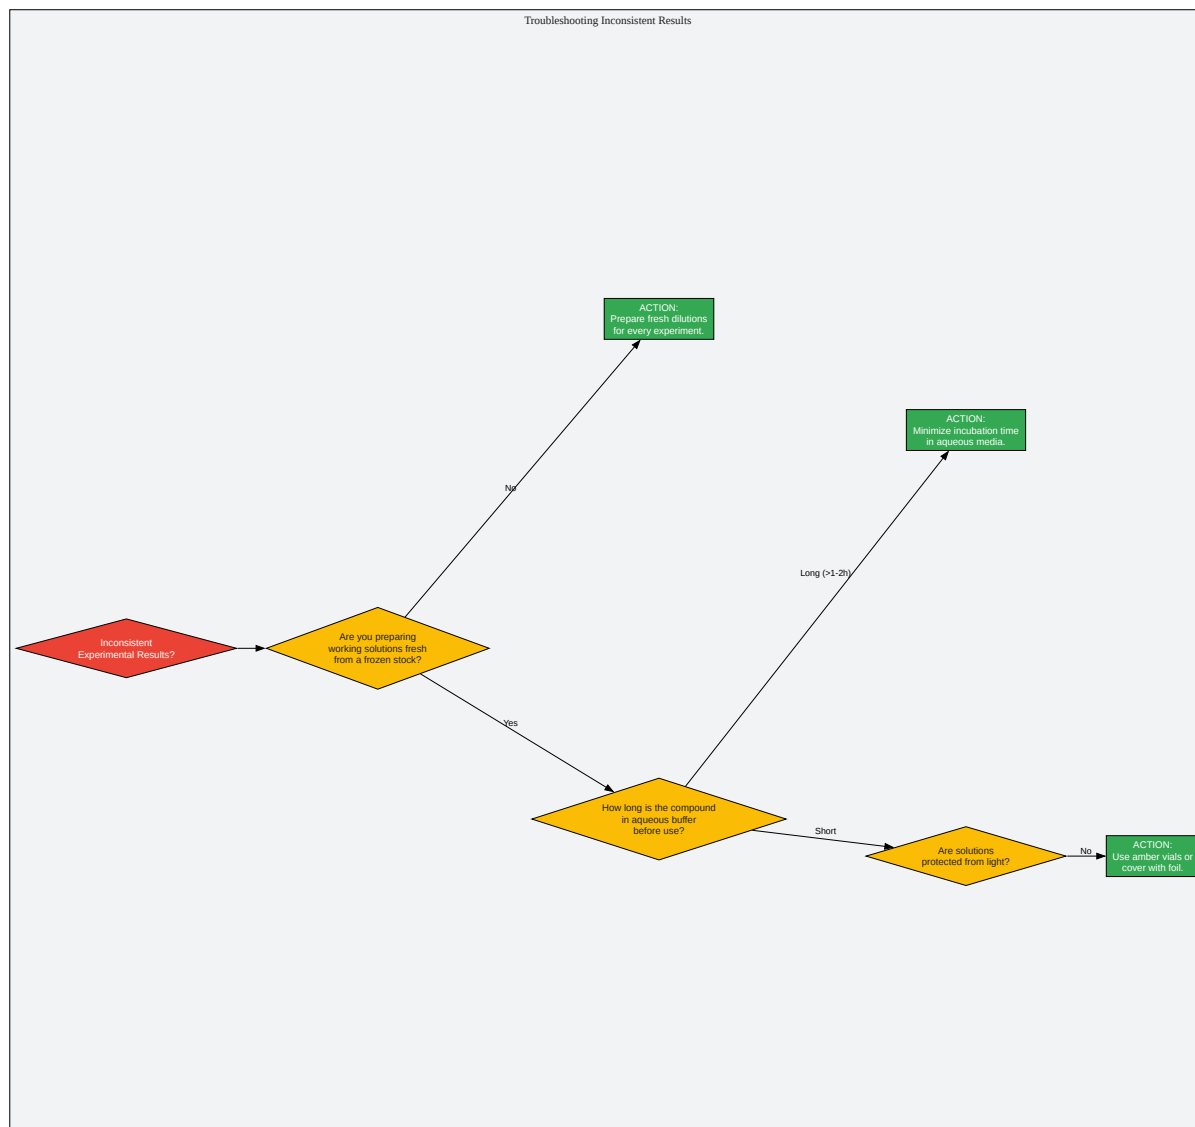 Troubleshooting Inconsistent Results
ACTION:
Prepare fresh dilutions
for every experiment.
ACTION:
Minimize incubation time
in aqueous media.
No
Long (>1-2h)
Inconsistent
Experimental Results?
Are you preparing
working solutions fresh
from a frozen stock?
Yes
How long is the compound
in aqueous buffer
before use?
Short
Are solutions
protected from light?
No
ACTION:
Use amber vials or
cover with foil.